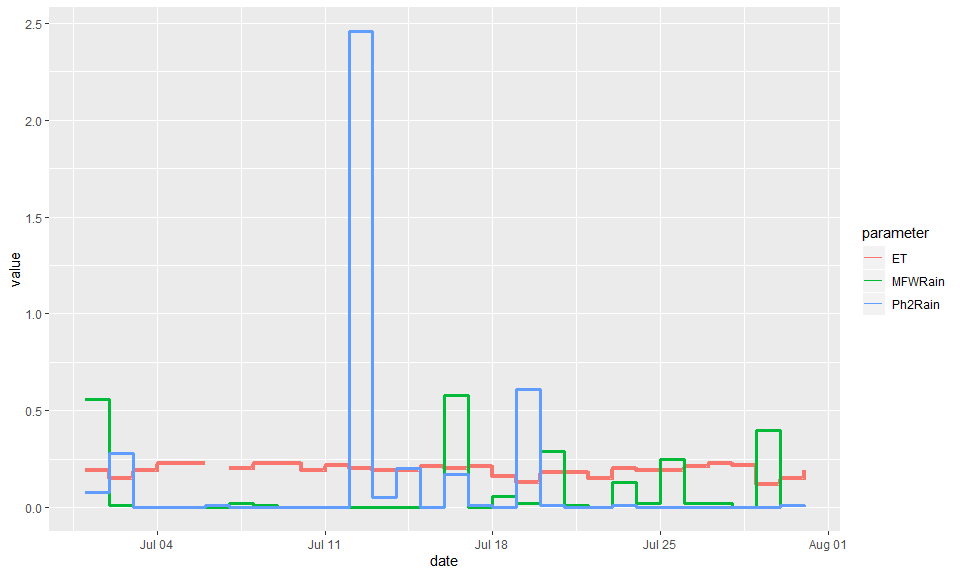 2.5
2.0
1.5
1.0
0.5
0.0
value
Jul 04
Jul 11
Jul 18
Jul 25
Aug 01
date
parameter
ET
MFWRain
Ph2Rain